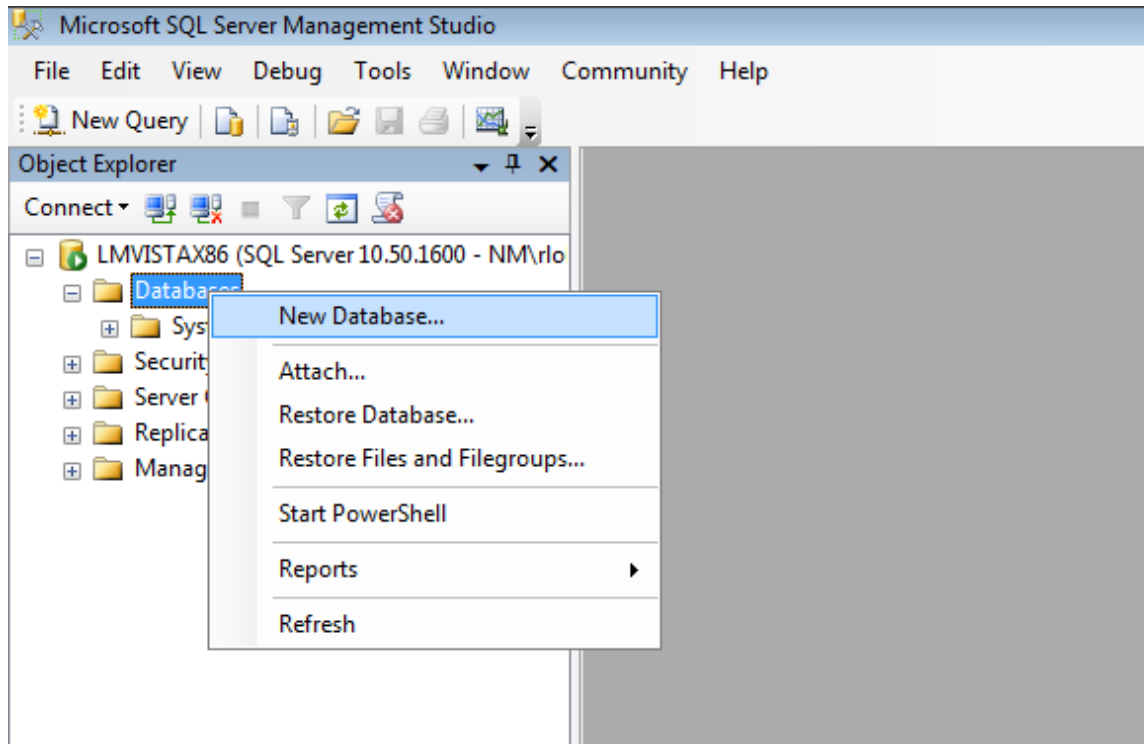 Microsoft SQL Server Management Studio
File Edit View Debug Tools Window Community Help
New Query
Object Explorer
Connect
LMVISTAX86 (SQL Server 10.50.1600 - NM\rlo
Databases
New Database...
Attach...
Restore Database...
Restore Files and Filegroups...
Start PowerShell
Reports
Refresh